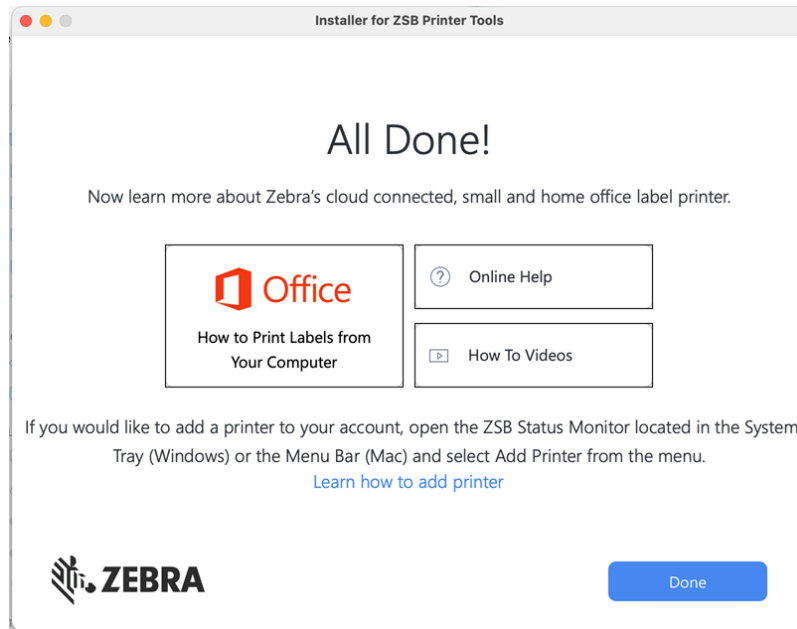 Installer for ZSB Printer Tools
All Done!
Now learn more about Zebra's cloud connected, small and home office label printer.
Office
How to Print Labels from
Your Computer
Online Help
How To Videos
If you would like to add a printer to your account, open the ZSB Status Monitor located in the System
Tray (Windows) or the Menu Bar (Mac) and select Add Printer from the menu.
Learn how to add printer
ZEBRA
Done